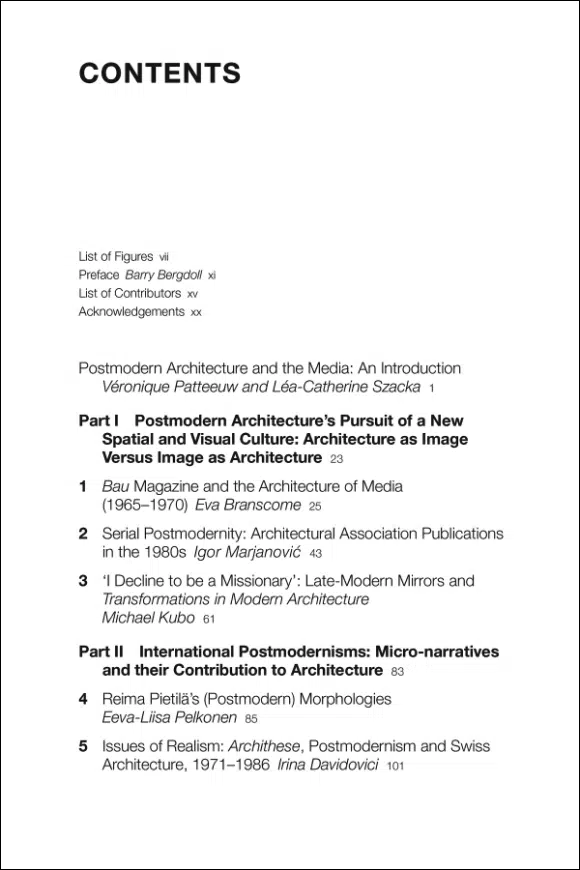 CONTENTS
List of Figures vii
Preface Barry Bergdoll xi
List of Contributors xv
Acknowledgements xx
Postmodern Architecture and the Media: An Introduction
Véronique Patteeuw and Léa-Catherine Szacka 1
Part I Postmodern Architecture’s Pursuit of a New
Spatial and Visual Culture: Architecture as Image
Versus Image as Architecture 23
1 Bau Magazine and the Architecture of Media
(1965–1970) Eva Branscome 25
2 Serial Postmodernity: Architectural Association Publications
in the 1980s Igor Marjanović 43
3 ‘I Decline to be a Missionary’: Late-Modern Mirrors and
Transformations in Modern Architecture
Michael Kubo 61
Part II International Postmodernisms: Micro-narratives
and their Contribution to Architecture 83
4 Reima Pietilä’s (Postmodern) Morphologies
Eeva-Liisa Pelkonen 85
5 Issues of Realism: Archithese, Postmodernism and Swiss
Architecture, 1971–1986 Irina Davidovici 101